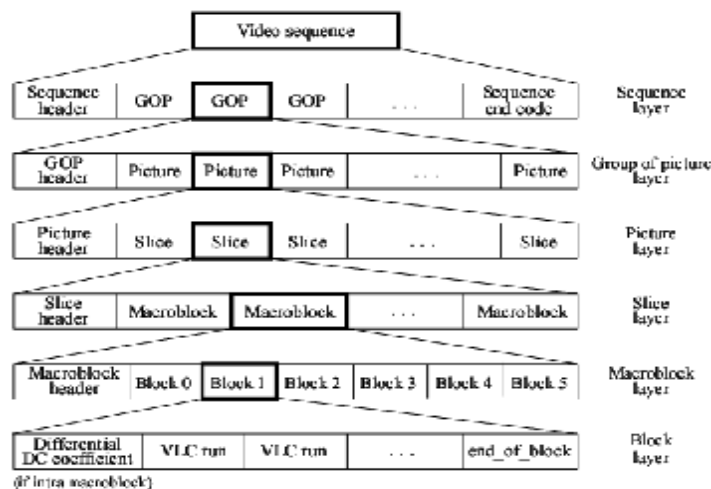 Video sequence
Sequence header GOP GOP GOP . . . Sequence end code Sequence layer
GOP header Picture Picture Picture . . . Picture Group of picture layer
Picture header Slice Slice Slice . . . Slice Picture layer
Slice header Macroblock Macroblock . . . Macroblock Slice layer
Macroblock header Block 0 Block 1 Block 2 Block 3 Block 4 Block 5 Macroblock layer
Differential DC coefficient VLC run VLC run . . . end_of_block Block layer
(if intra macroblock)